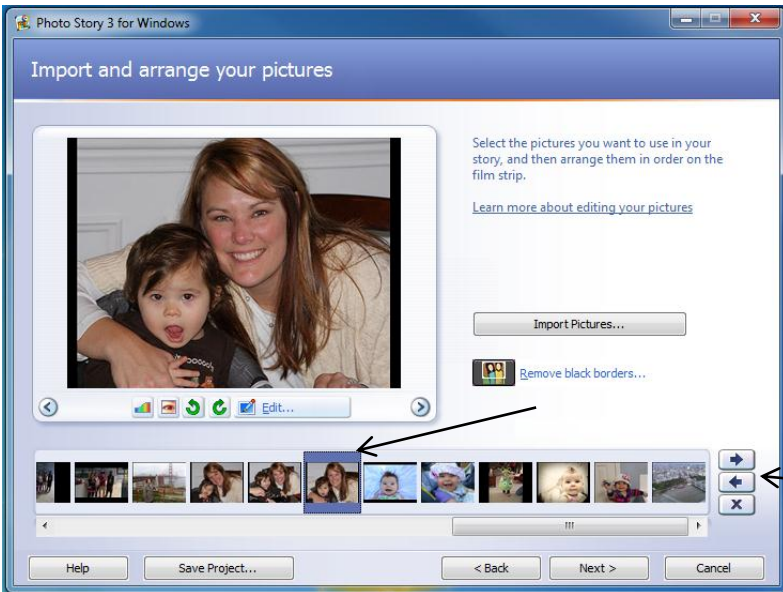 Photo Story 3 for Windows
Import and arrange your pictures
Select the pictures you want to use in your
story, and then arrange them in order on the
film strip.
Learn more about editing your pictures
Import Pictures...
Remove black borders...
Edit...
Help
Save Project...
< Back
Next >
Cancel